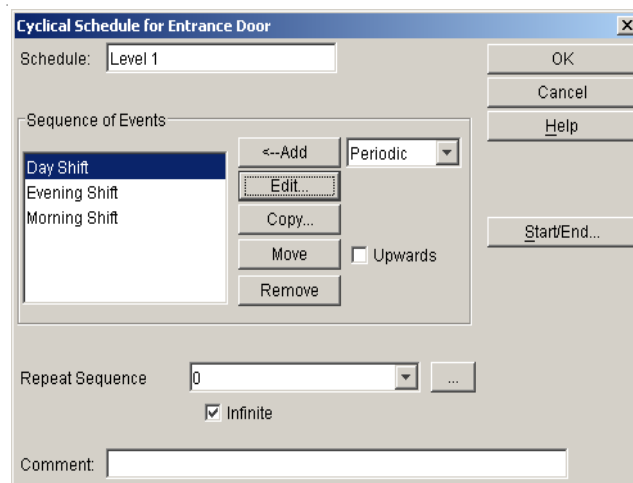 Cyclical Schedule for Entrance Door
Schedule: Level 1
OK
Cancel
Help
Sequence of Events
Day Shift
Evening Shift
Morning Shift
<--Add Periodic
Edit...
Copy...
Move Upwards
Remove
Start/End...
Repeat Sequence 0 ...
Infinite
Comment: